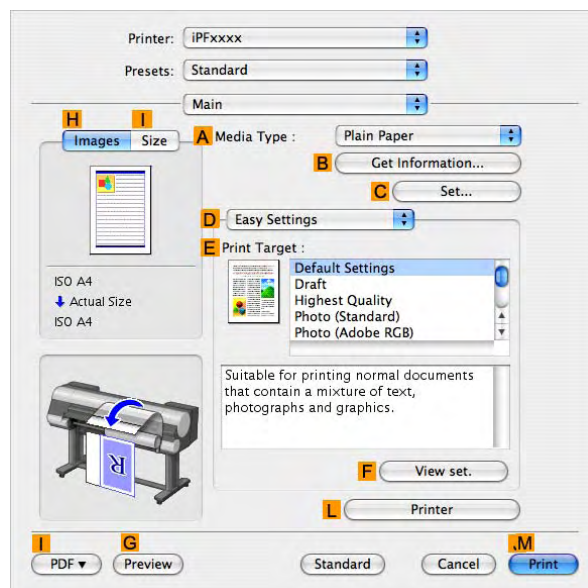 Printer: iPFxxxx
Presets: Standard
Main
H I
Images Size
A Media Type : Plain Paper
B Get Information...
C Set...
D Easy Settings
E Print Target :
Default Settings
Draft
Highest Quality
Photo (Standard)
Photo (Adobe RGB)
ISO A4
Actual Size
ISO A4
Suitable for printing normal documents
that contain a mixture of text,
photographs and graphics.
R
F View set.
L Printer
I G .M
PDF ▼ Preview Standard Cancel Print